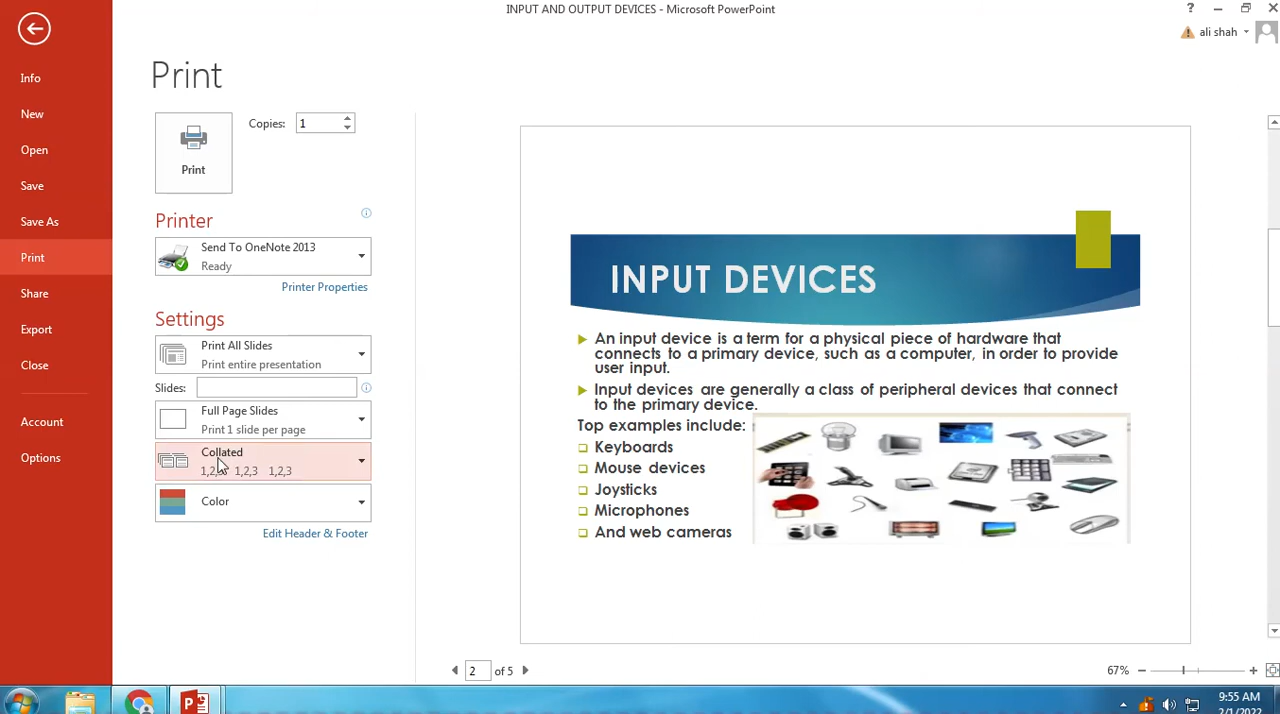 INPUT AND OUTPUT DEVICES - Microsoft PowerPoint
?
ali shah
Info
New
Open
Save
Save As
Print
Share
Export
Close
Account
Options
Print
Print
Copies: 1
Printer
Send To OneNote 2013
Ready
Printer Properties
Settings
Print All Slides
Print entire presentation
Slides:
Full Page Slides
Print 1 slide per page
Collated
1,2,3 1,2,3
Color
Edit Header & Footer
INPUT DEVICES
An input device is a term for a physical piece of hardware that
connects to a primary device, such as a computer, in order to provide
user input.
Input devices are generally a class of peripheral devices that connect
to the primary device.
Top examples include:
Keyboards
Mouse devices
Joysticks
Microphones
And web cameras
2 of 5
67%
9:55 AM
2/1/2022